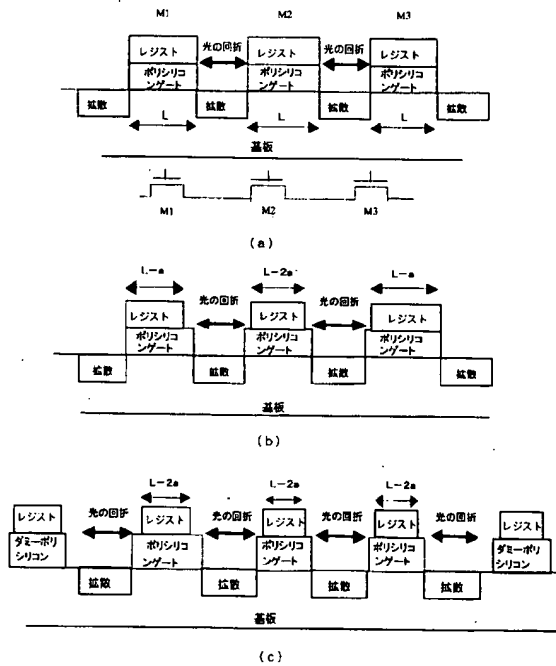 M1 M2 M3
レジスト 光の回折 レジスト 光の回折 レジスト
ポリシリコ
ンゲート
ポリシリコ
ンゲート
ポリシリコ
ンゲート
拡散 拡散 拡散 拡散
L L L
基板
M1 M2 M3
(a)
L-a L-2a L-a
光の回折 光の回折
レジスト レジスト レジスト
ポリシリコ
ンゲート
ポリシリコ
ンゲート
ポリシリコ
ンゲート
拡散 拡散 拡散 拡散
基板
(b)
L-2a L-2a L-2a
光の回折 光の回折 光の回折 光の回折
レジスト レジスト レジスト レジスト レジスト
ダミーポリ
シリコン
ポリシリコ
ンゲート
ポリシリコ
ンゲート
ポリシリコ
ンゲート
ダミーポリ
シリコン
拡散 拡散 拡散 拡散
基板
(c)